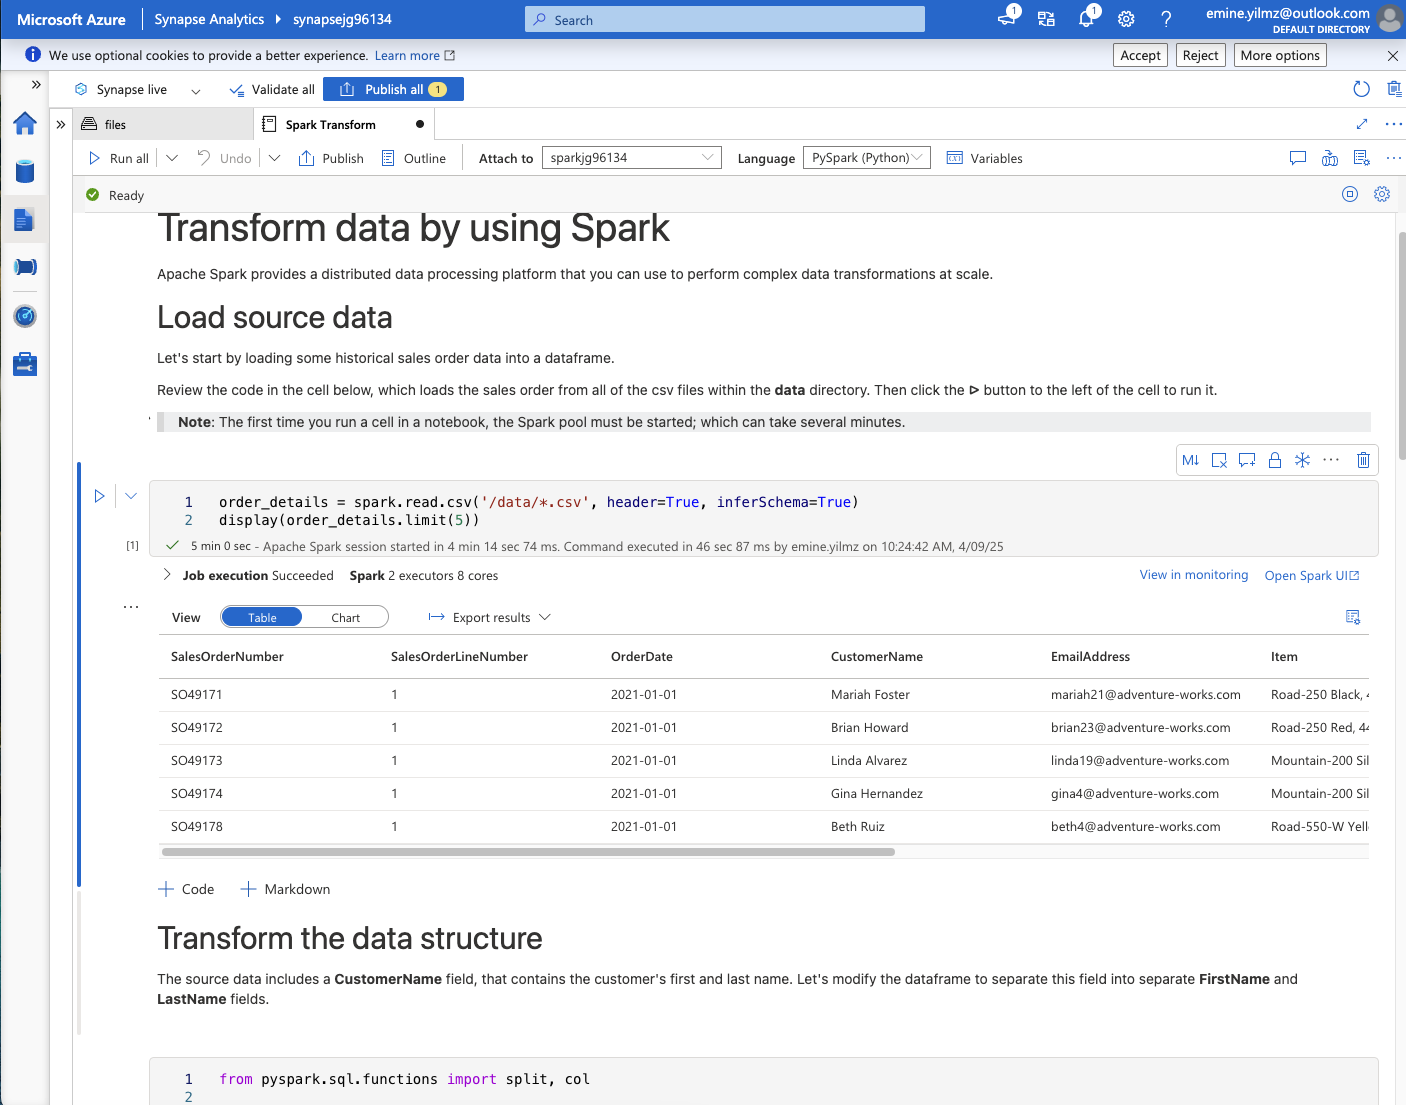 Microsoft Azure
Synapse Analytics
synapsejg96134
Search
1
1
emine.yilmz@outlook.com
DEFAULT DIRECTORY
We use optional cookies to provide a better experience. Learn more
Accept
Reject
More options
Synapse live
Validate all
Publish all 1
files
Spark Transform
Run all
Undo
Publish
Outline
Attach to
sparkjg96134
Language
PySpark (Python)
Variables
Ready
Transform data by using Spark
Apache Spark provides a distributed data processing platform that you can use to perform complex data transformations at scale.
Load source data
Let's start by loading some historical sales order data into a dataframe.
Review the code in the cell below, which loads the sales order from all of the csv files within the data directory. Then click the ▷ button to the left of the cell to run it.
Note: The first time you run a cell in a notebook, the Spark pool must be started; which can take several minutes.
M↓
1 order_details = spark.read.csv('/data/*.csv', header=True, inferSchema=True)
2 display(order_details.limit(5))
[1]
5 min 0 sec - Apache Spark session started in 4 min 14 sec 74 ms. Command executed in 46 sec 87 ms by emine.yilmz on 10:24:42 AM, 4/09/25
Job execution Succeeded Spark 2 executors 8 cores
View in monitoring
Open Spark UI
View
Table
Chart
Export results
SalesOrderNumber SalesOrderLineNumber OrderDate CustomerName EmailAddress Item
SO49171 1 2021-01-01 Mariah Foster mariah21@adventure-works.com Road-250 Black,
SO49172 1 2021-01-01 Brian Howard brian23@adventure-works.com Road-250 Red, 44
SO49173 1 2021-01-01 Linda Alvarez linda19@adventure-works.com Mountain-200 Sil
SO49174 1 2021-01-01 Gina Hernandez gina4@adventure-works.com Mountain-200 Sil
SO49178 1 2021-01-01 Beth Ruiz beth4@adventure-works.com Road-550-W Yell
Code
Markdown
Transform the data structure
The source data includes a CustomerName field, that contains the customer's first and last name. Let's modify the dataframe to separate this field into separate FirstName and
LastName fields.
1 from pyspark.sql.functions import split, col
2